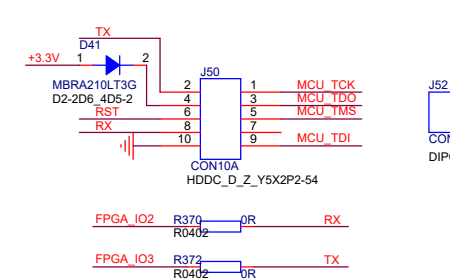 TX
D41
+3.3V 1 2
MBRA210LT3G
D2-2D6_4D5-2
RST
RX
J50
2 1 MCU_TCK
4 3 MCU_TDO
6 5 MCU_TMS
8 7
10 9 MCU_TDI
CON10A
HDDC_D_Z_Y5X2P2-54
J52
CON
DIP
FPGA_IO2 R370 0R RX
R0402
FPGA_IO3 R372 0R TX
R0402